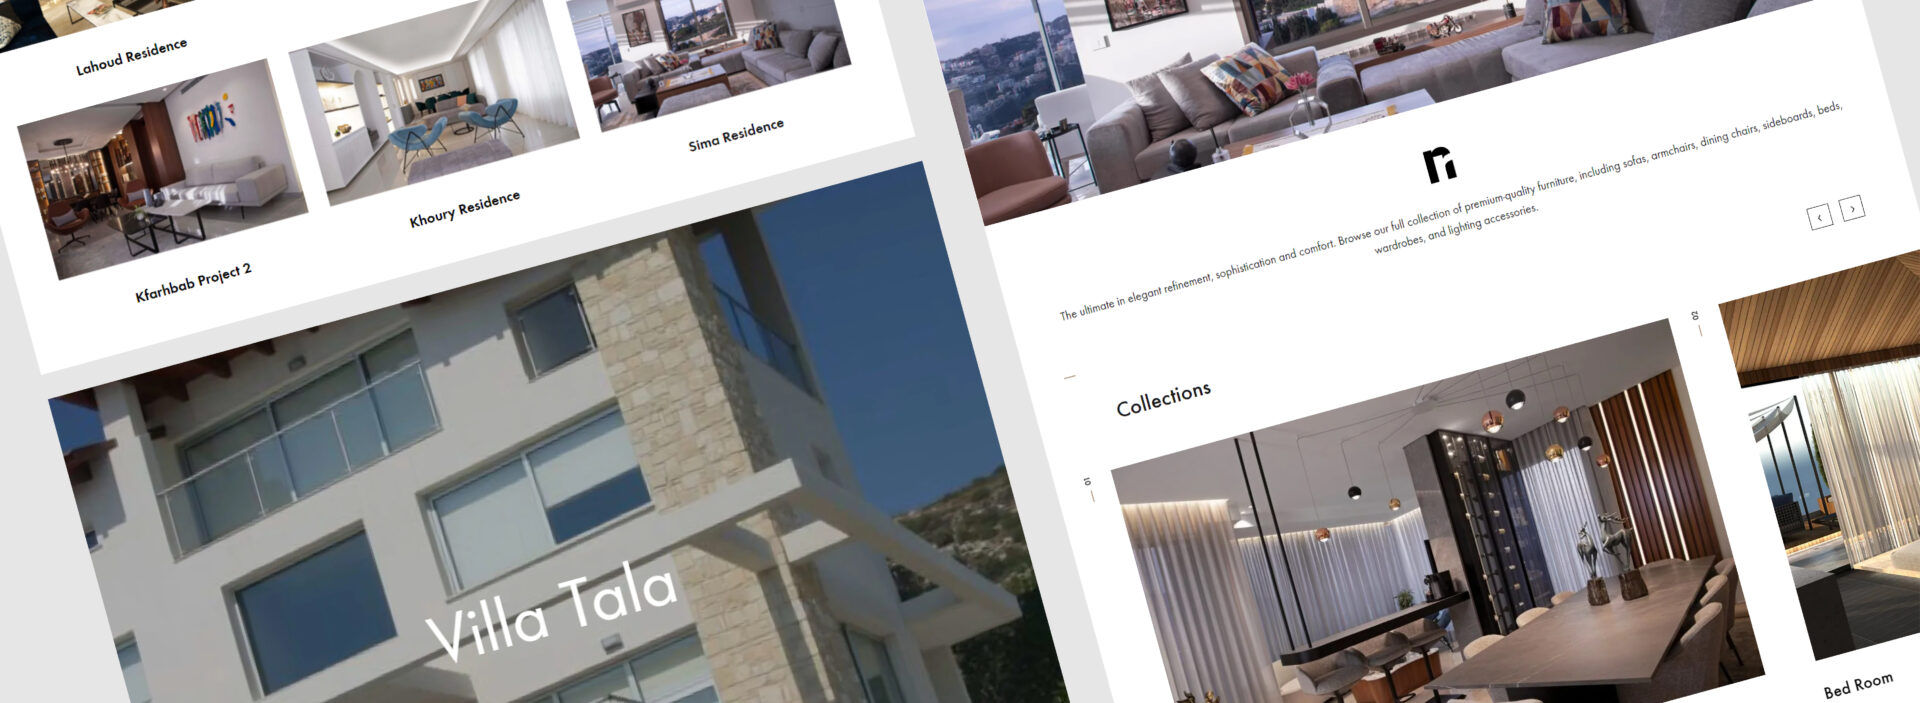 Lahoud Residence
Kfarhbab Project 2
Khoury Residence
Sima Residence
Villa Tala
The ultimate in elegant refinement, sophistication and comfort. Browse our full collection of premium-quality furniture, including sofas, armchairs, dining chairs, sideboards, beds,
wardrobes, and lighting accessories.
Collections
01
02
Bed Room